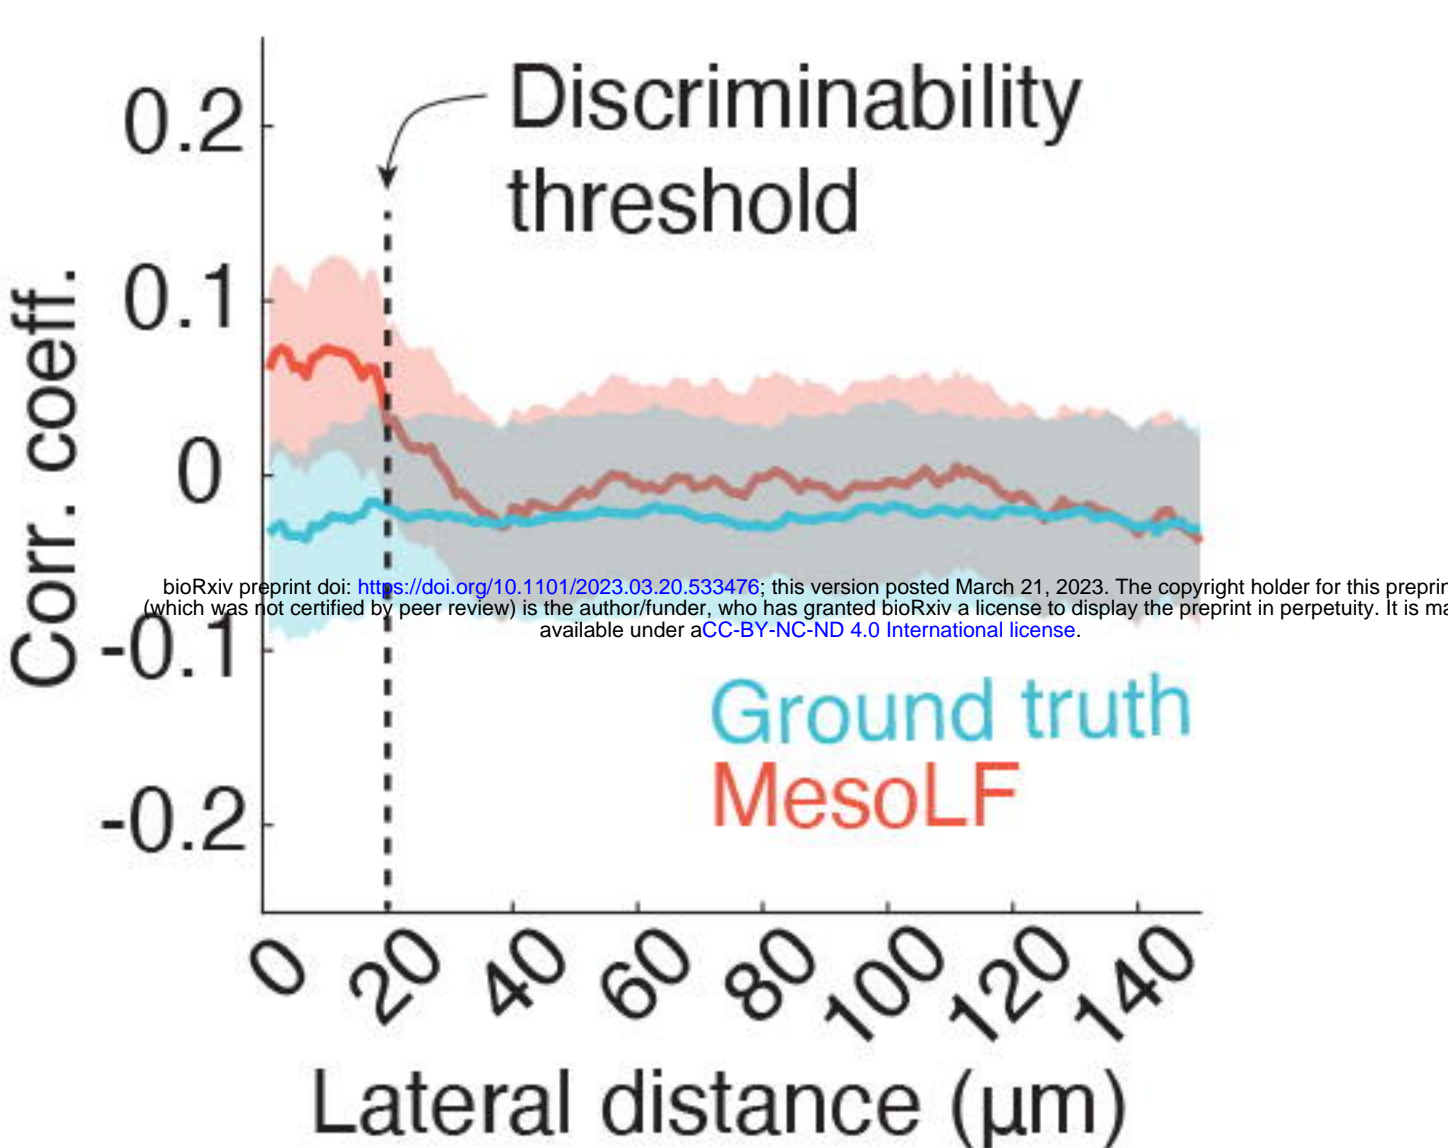 Discriminability
threshold
0.2
0.1
0
-0.1
-0.2
Corr. coeff.
bioRxiv preprint doi: https://doi.org/10.1101/2023.03.20.533476; this version posted March 21, 2023. The copyright holder for this
(which was not certified by peer review) is the author/funder, who has granted bioRxiv a license to display the preprint in perpetuity. It is
available under aCC-BY-NC-ND 4.0 International license.
Ground truth
MesoLF
0 20 40 60 80 100 120 140
Lateral distance (µm)